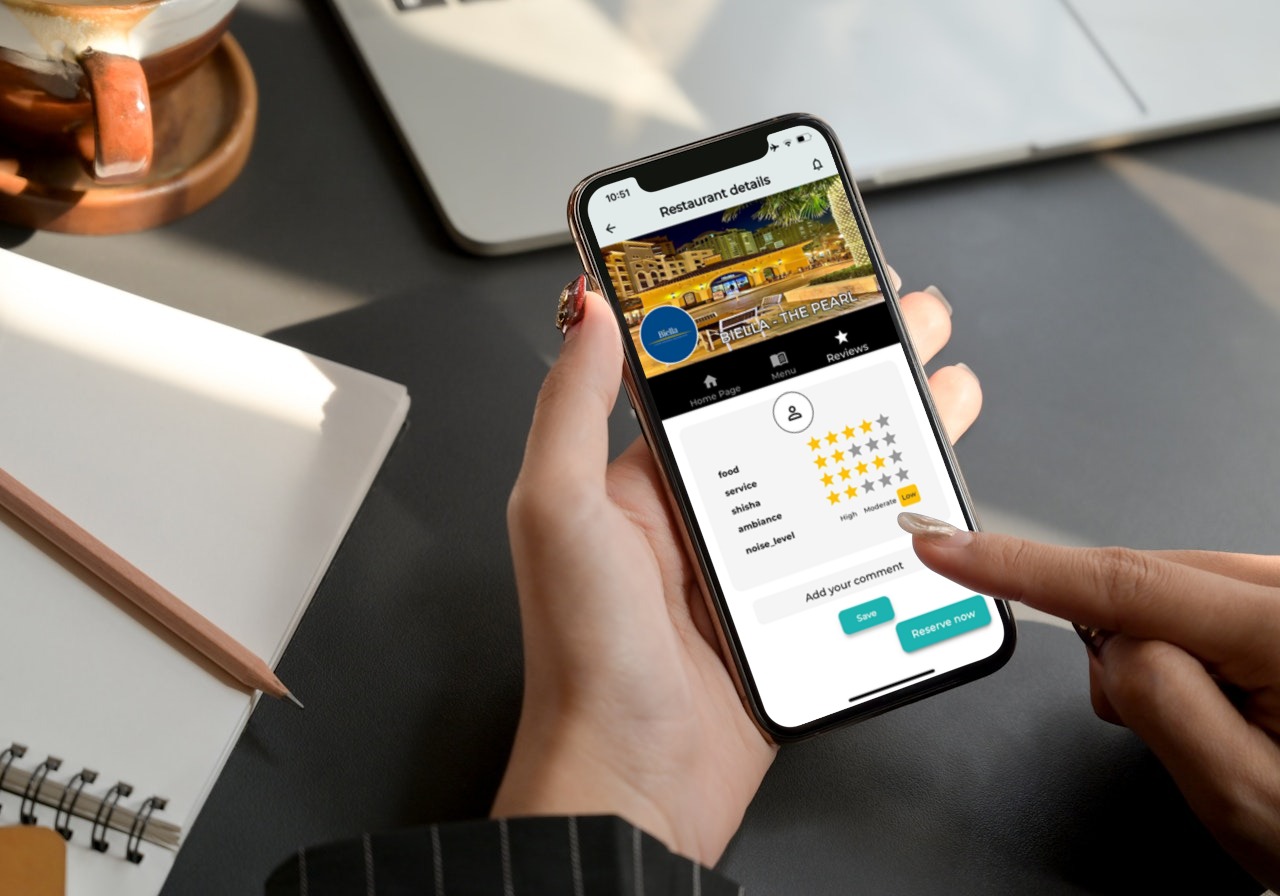 10:51
Restaurant details
Biella
BIELLA - THE PEARL
Home Page
Menu
Reviews
food
service
shisha
ambiance
noise_level
High
Moderate
Low
Add your comment
Save
Reserve now